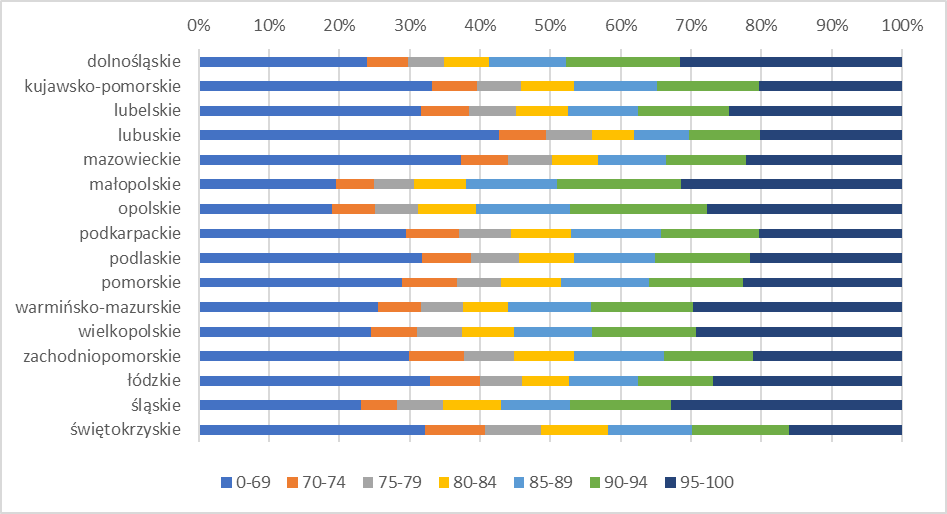 0% 10% 20% 30% 40% 50% 60% 70% 80% 90% 100%
dolnośląskie
kujawsko-pomorskie
lubelskie
lubuskie
mazowieckie
małopolskie
opolskie
podkarpackie
podlaskie
pomorskie
warmińsko-mazurskie
wielkopolskie
zachodniopomorskie
łódzkie
śląskie
świętokrzyskie
0-69 70-74 75-79 80-84 85-89 90-94 95-100